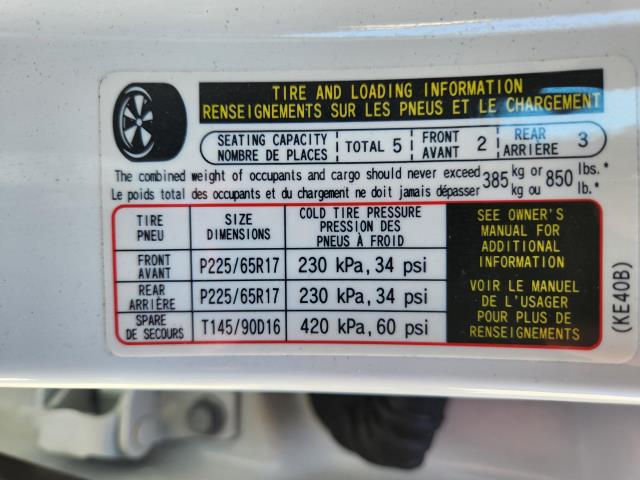 TIRE AND LOADING INFORMATION
RENSEIGNEMENTS SUR LES PNEUS ET LE CHARGEMENT
SEATING CAPACITY
NOMBRE DE PLACES
TOTAL 5
FRONT
AVANT
2
REAR
ARRIÈRE
3
The combined weight of occupants and cargo should never exceed 385 kg or 850 lbs.*
Le poids total des occupants et du chargement ne doit jamais dépasser kg ou lb.*
TIRE
PNEU
SIZE
DIMENSIONS
COLD TIRE PRESSURE
PRESSION DES
PNEUS À FROID
FRONT
AVANT
P225/65R17
230 kPa, 34 psi
REAR
ARRIÈRE
P225/65R17
230 kPa, 34 psi
SPARE
DE SECOURS
T145/90D16
420 kPa, 60 psi
SEE OWNER'S
MANUAL FOR
ADDITIONAL
INFORMATION
VOIR LE MANUEL
DE L'USAGER
POUR PLUS DE
RENSEIGNEMENTS
(KE40B)